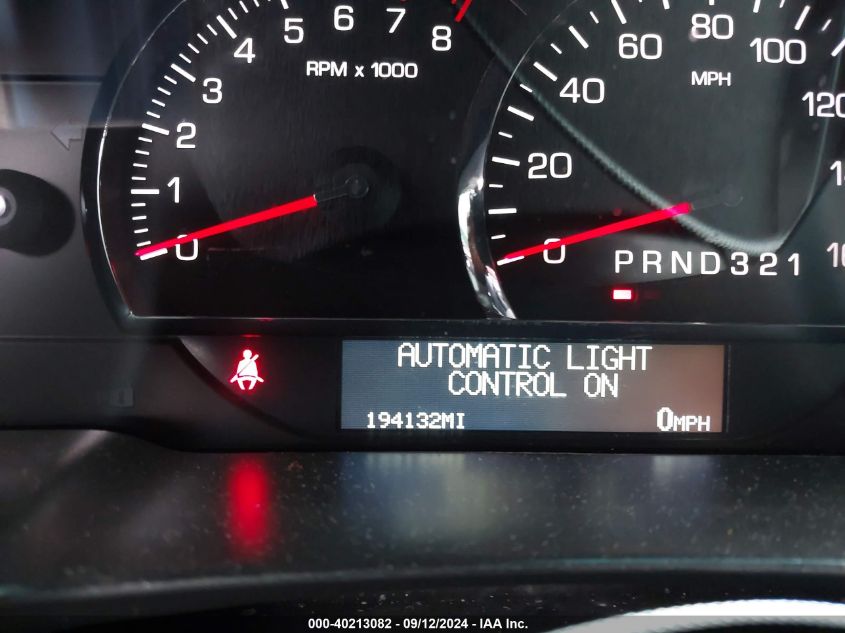 0 1 2 3 4 5 6 7 8
RPM x 1000
0 20 40 60 80 100 120
MPH
PRND321
AUTOMATIC LIGHT
CONTROL ON
194132MI 0MPH
000-40213082 - 09/12/2024 - IAA Inc.